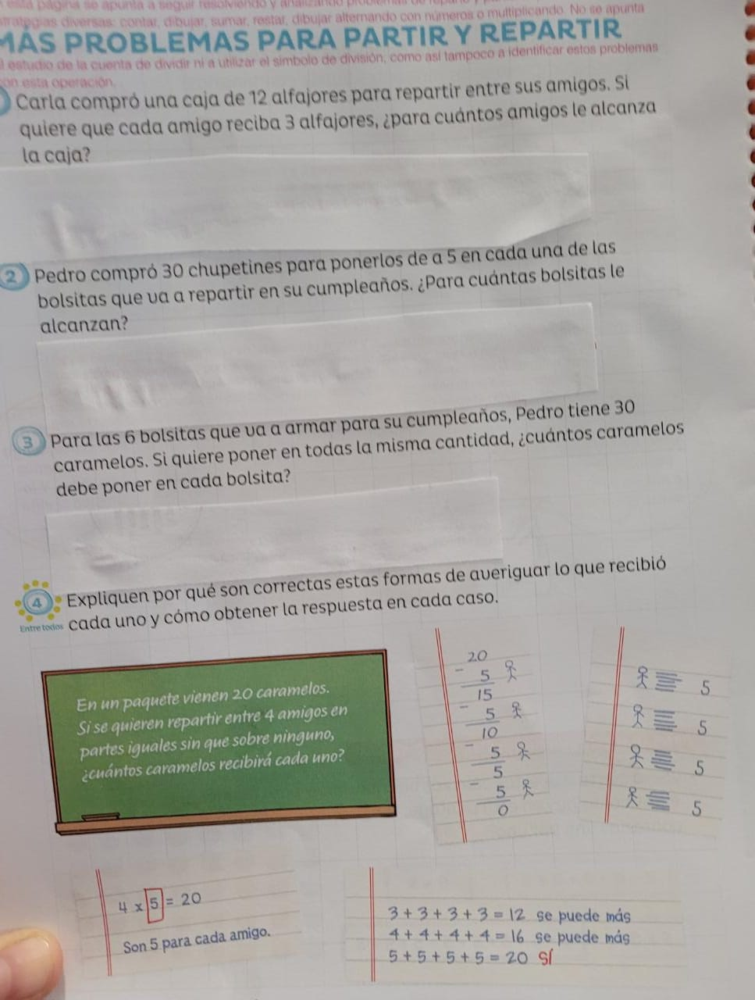 esta página se apunta a seguir resolviendo y analizando problemas de
estrategias diversas: contar, dibujar, sumar, restar, dibujar alternando con números o multiplicando. No se apunta
MÁS PROBLEMAS PARA PARTIR Y REPARTIR
estudio de la cuenta de dividir ni a utilizar el símbolo de división, como así tampoco a identificar estos problemas
con esta operación.
Carla compró una caja de 12 alfajores para repartir entre sus amigos. Si
quiere que cada amigo reciba 3 alfajores, ¿para cuántos amigos le alcanza
la caja?
2 Pedro compró 30 chupetines para ponerlos de a 5 en cada una de las
bolsitas que va a repartir en su cumpleaños. ¿Para cuántas bolsitas le
alcanzan?
3 Para las 6 bolsitas que va a armar para su cumpleaños, Pedro tiene 30
caramelos. Si quiere poner en todas la misma cantidad, ¿cuántos caramelos
debe poner en cada bolsita?
4 Expliquen por qué son correctas estas formas de averiguar lo que recibió
Entre todos cada uno y cómo obtener la respuesta en cada caso.
En un paquete vienen 20 caramelos.
Si se quieren repartir entre 4 amigos en
partes iguales sin que sobre ninguno,
¿cuántos caramelos recibirá cada uno?
20
- 5
15
- 5
10
- 5
5
- 5
0
5
5
5
5
4 x 5 = 20
Son 5 para cada amigo.
3 + 3 + 3 + 3 = 12 se puede más
4 + 4 + 4 + 4 = 16 se puede más
5 + 5 + 5 + 5 = 20 SÍ